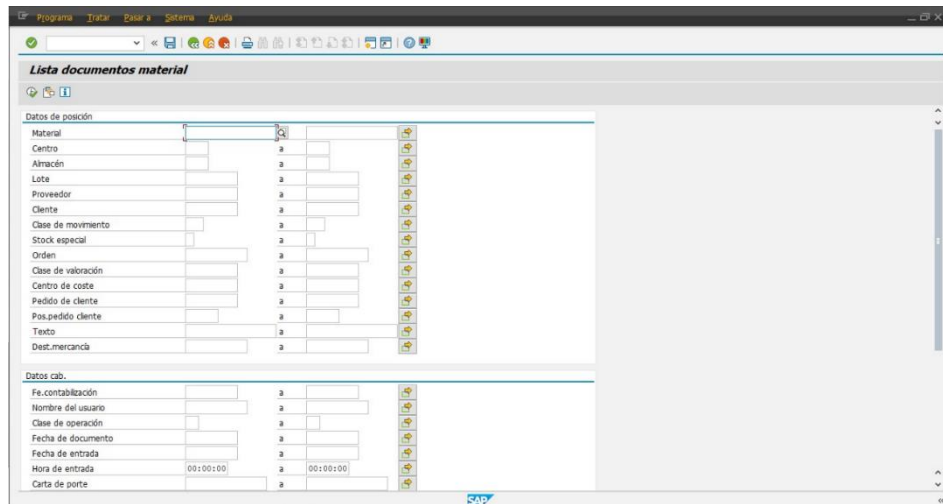 Programa Tratar Pasar a Sistema Ayuda
Lista documentos material
Datos de posición
Material
Centro a
Almacén a
Lote a
Proveedor a
Cliente a
Clase de movimiento a
Stock especial a
Orden a
Clase de valoración a
Centro de coste a
Pedido de cliente a
Pos.pedido cliente a
Texto a
Dest.mercancía a
Datos cab.
Fe.contabilización a
Nombre del usuario a
Clase de operación a
Fecha de documento a
Fecha de entrada a
Hora de entrada 00:00:00 a 00:00:00
Carta de porte a
SAP